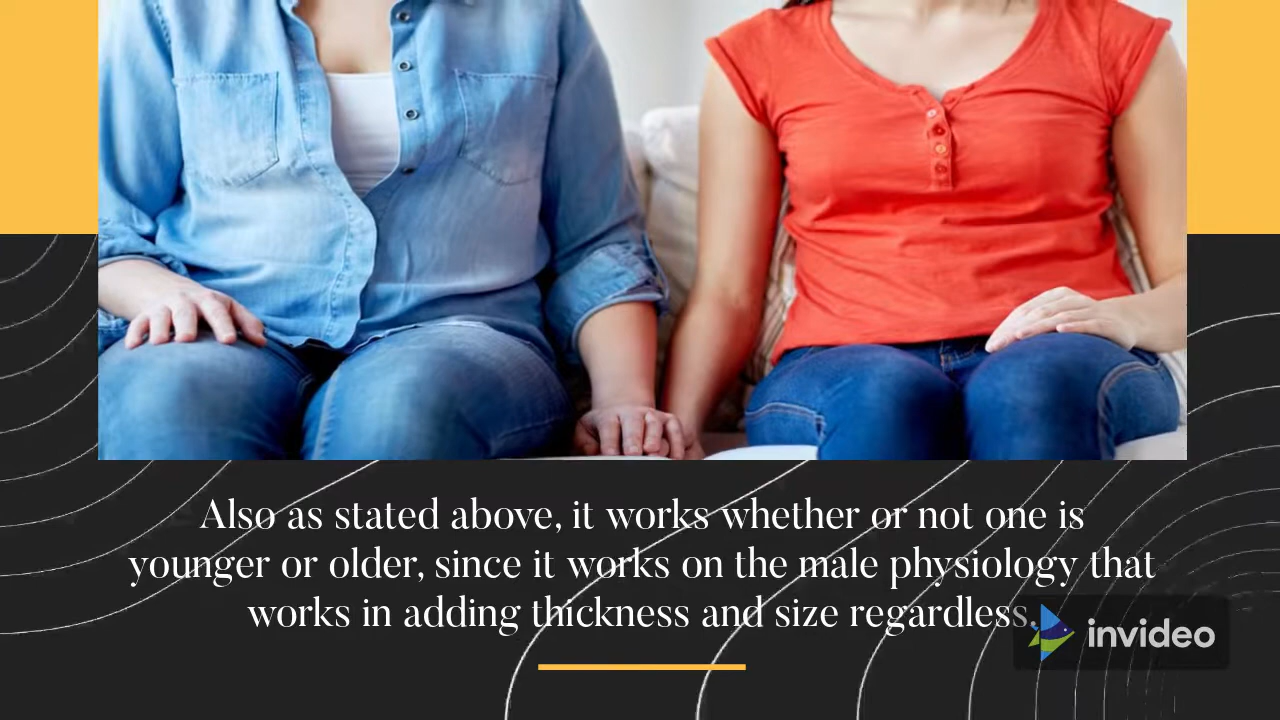 Also as stated above, it works whether or not one is
younger or older, since it works on the male physiology that
works in adding thickness and size regardless.
invideo